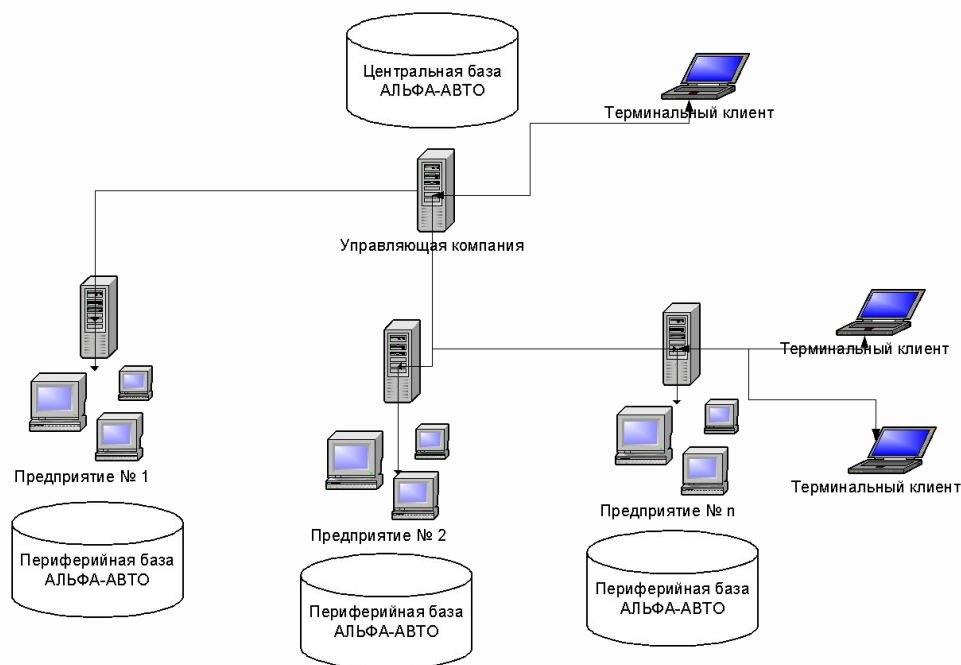 Центральная база
АЛЬФА-АВТО
Терминальный клиент
Управляющая компания
Терминальный клиент
Предприятие № 1
Терминальный клиент
Предприятие № 2
Предприятие № n
Периферийная база
АЛЬФА-АВТО
Периферийная база
АЛЬФА-АВТО
Периферийная база
АЛЬФА-АВТО